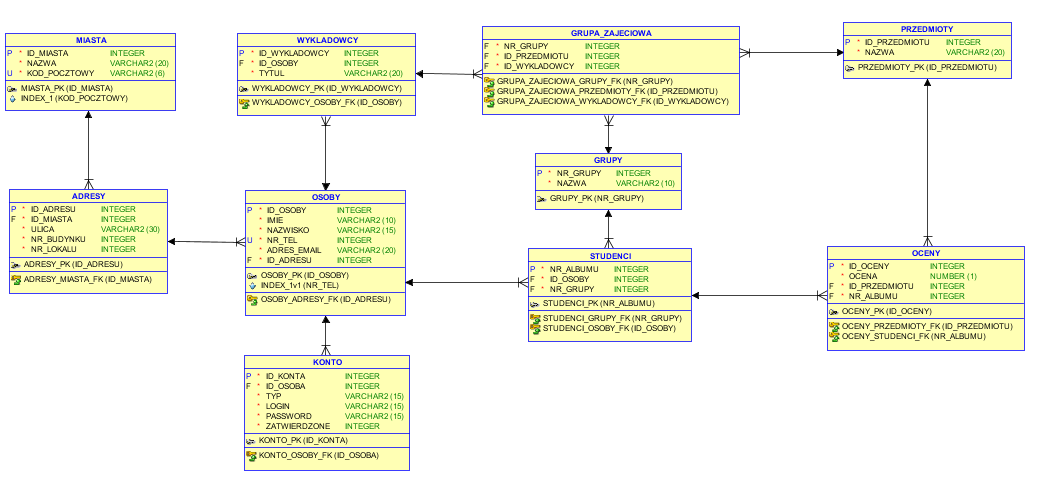 MIASTA
P * ID_MIASTA INTEGER
* NAZWA VARCHAR2 (20)
U * KOD_POCZTOWY VARCHAR2 (6)
MIASTA_PK (ID_MIASTA)
INDEX_1 (KOD_POCZTOWY)
WYKLADOWCY
P * ID_WYKLADOWCY INTEGER
F * ID_OSOBY INTEGER
* TYTUL VARCHAR2 (20)
WYKLADOWCY_PK (ID_WYKLADOWCY)
WYKLADOWCY_OSOBY_FK (ID_OSOBY)
GRUPA_ZAJECIOWA
F * NR_GRUPY INTEGER
F * ID_PRZEDMIOTU INTEGER
F * ID_WYKLADOWCY INTEGER
GRUPA_ZAJECIOWA_GRUPY_FK (NR_GRUPY)
GRUPA_ZAJECIOWA_PRZEDMIOTY_FK (ID_PRZEDMIOTU)
GRUPA_ZAJECIOWA_WYKLADOWCY_FK (ID_WYKLADOWCY)
PRZEDMIOTY
P * ID_PRZEDMIOTU INTEGER
* NAZWA VARCHAR2 (20)
PRZEDMIOTY_PK (ID_PRZEDMIOTU)
GRUPY
P * NR_GRUPY INTEGER
* NAZWA VARCHAR2 (10)
GRUPY_PK (NR_GRUPY)
ADRESY
P * ID_ADRESU INTEGER
F * ID_MIASTA INTEGER
* ULICA VARCHAR2 (30)
* NR_BUDYNKU INTEGER
* NR_LOKALU INTEGER
ADRESY_PK (ID_ADRESU)
ADRESY_MIASTA_FK (ID_MIASTA)
OSOBY
P * ID_OSOBY INTEGER
* IMIE VARCHAR2 (10)
* NAZWISKO VARCHAR2 (15)
U * NR_TEL INTEGER
* ADRES_EMAIL VARCHAR2 (20)
F * ID_ADRESU INTEGER
OSOBY_PK (ID_OSOBY)
INDEX_1v1 (NR_TEL)
OSOBY_ADRESY_FK (ID_ADRESU)
STUDENCI
P * NR_ALBUMU INTEGER
F * ID_OSOBY INTEGER
F * NR_GRUPY INTEGER
STUDENCI_PK (NR_ALBUMU)
STUDENCI_GRUPY_FK (NR_GRUPY)
STUDENCI_OSOBY_FK (ID_OSOBY)
OCENY
P * ID_OCENY INTEGER
* OCENA NUMBER (1)
F * ID_PRZEDMIOTU INTEGER
F * NR_ALBUMU INTEGER
OCENY_PK (ID_OCENY)
OCENY_PRZEDMIOTY_FK (ID_PRZEDMIOTU)
OCENY_STUDENCI_FK (NR_ALBUMU)
KONTO
P * ID_KONTA INTEGER
F * ID_OSOBA INTEGER
* TYP VARCHAR2 (15)
* LOGIN VARCHAR2 (15)
* PASSWORD VARCHAR2 (15)
* ZATWIERDZONE INTEGER
KONTO_PK (ID_KONTA)
KONTO_OSOBY_FK (ID_OSOBA)